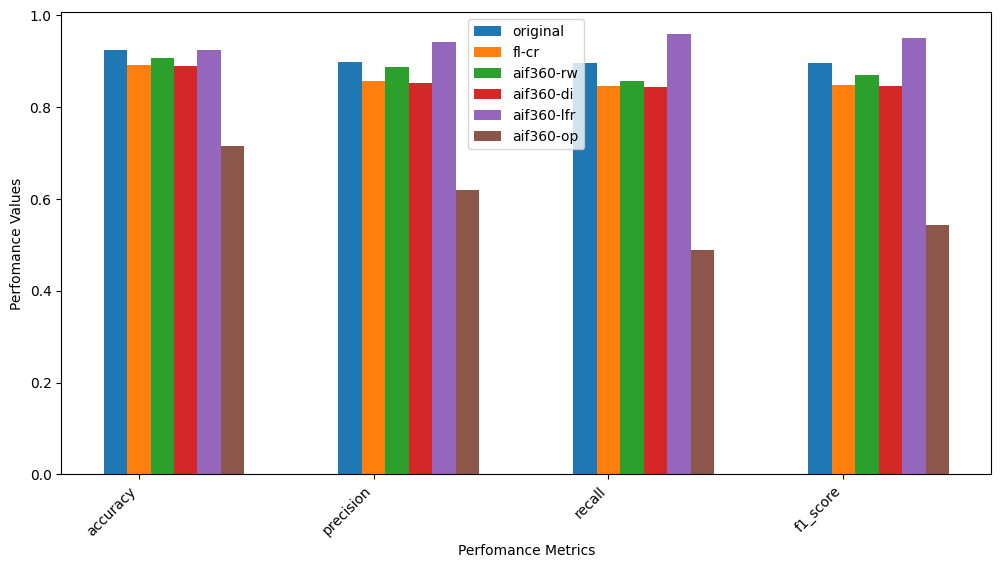 1.0
0.8
0.6
0.4
0.2
0.0
Perfomance Values
original
fl-cr
aif360-rw
aif360-di
aif360-lfr
aif360-op
accuracy
precision
recall
f1_score
Perfomance Metrics